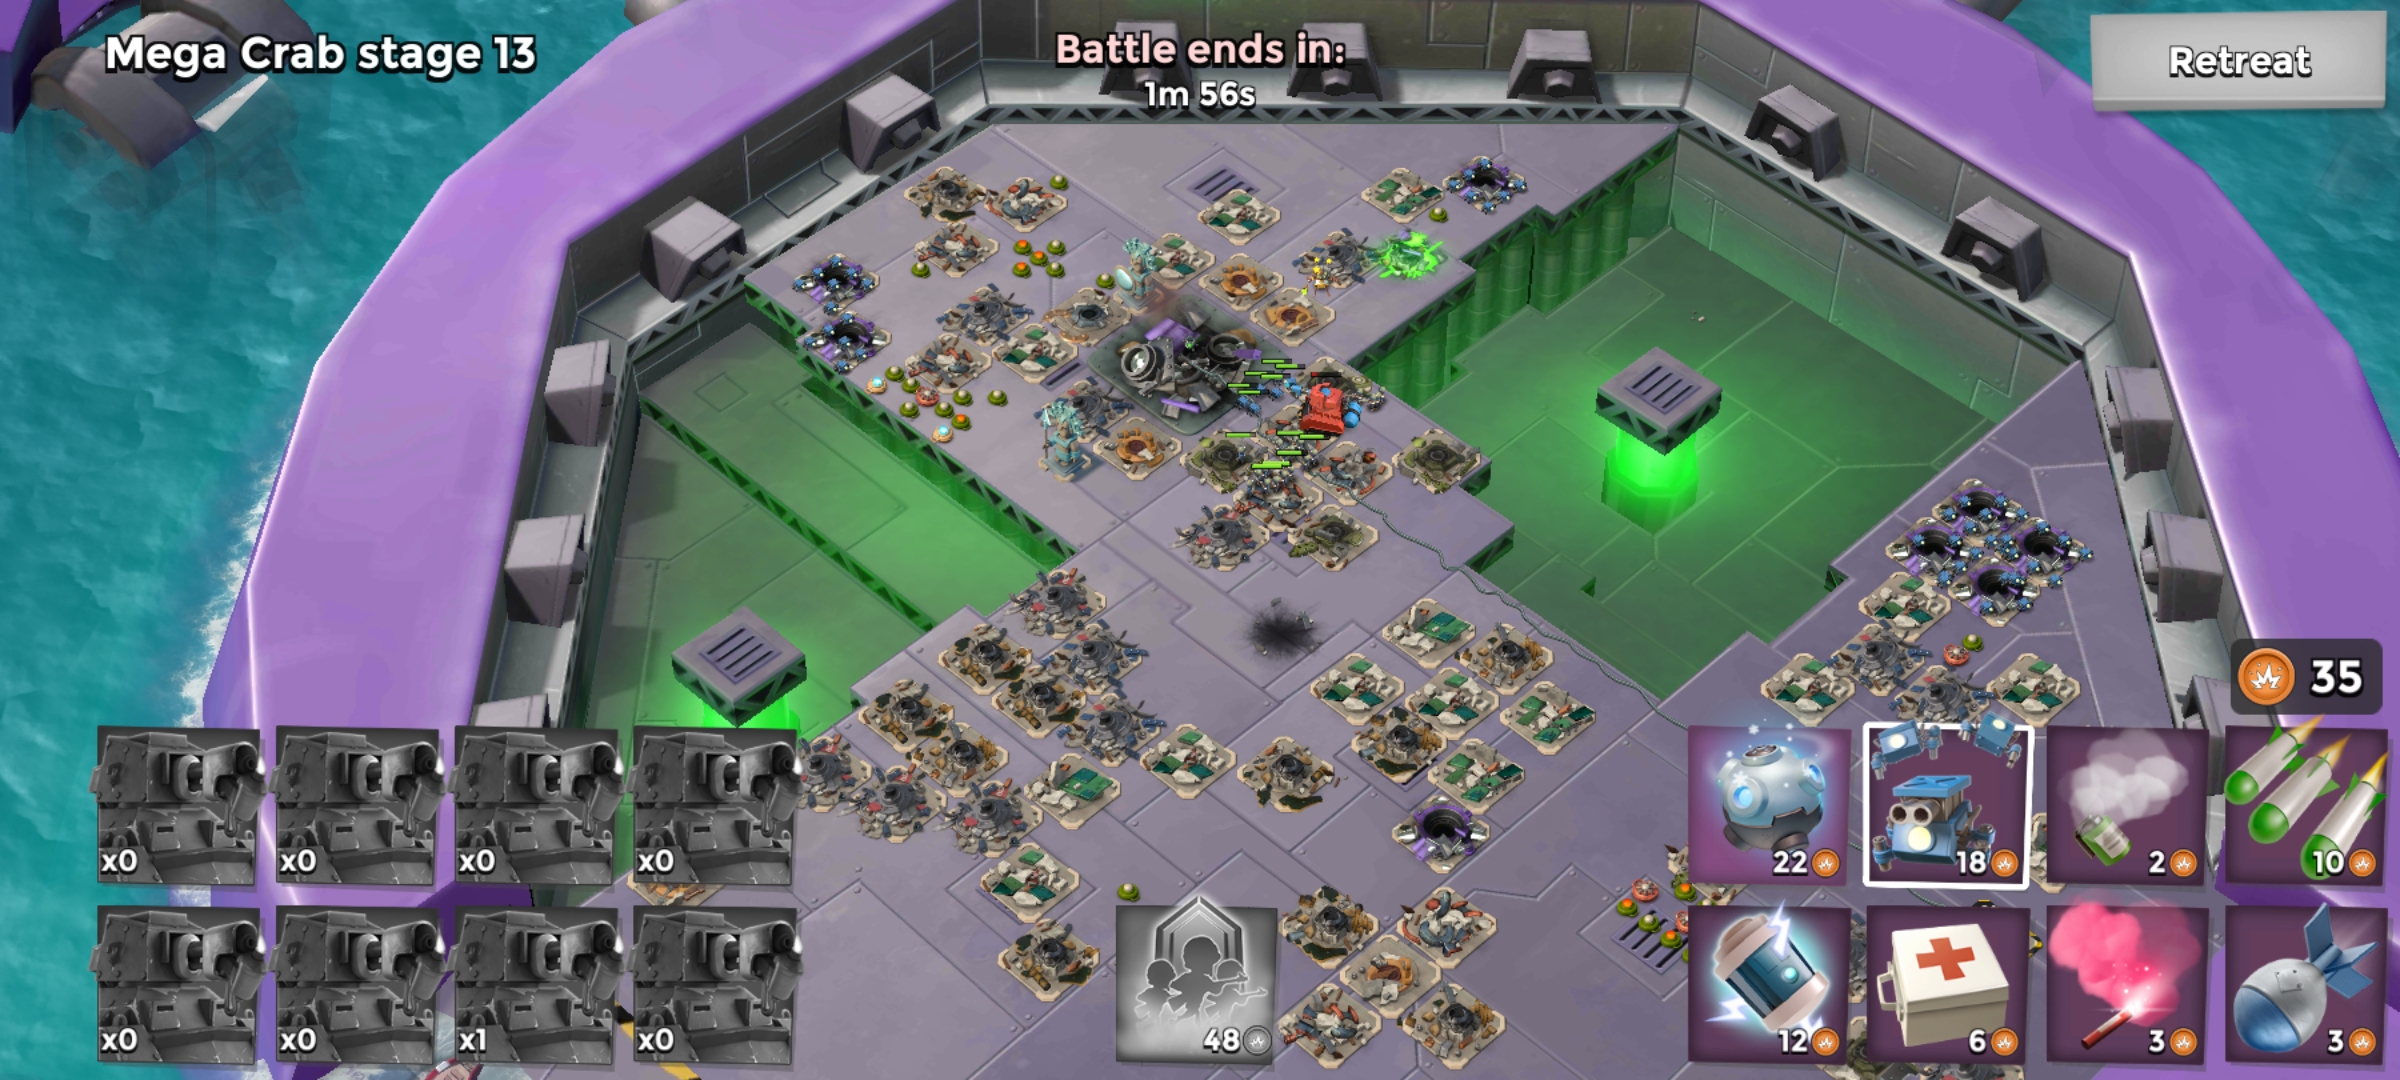 Mega Crab stage 13
Battle ends in:
1m 56s
Retreat
35
x0
x0
x0
x0
22
18
2
10
x0
x0
x1
x0
48
12
6
3
3